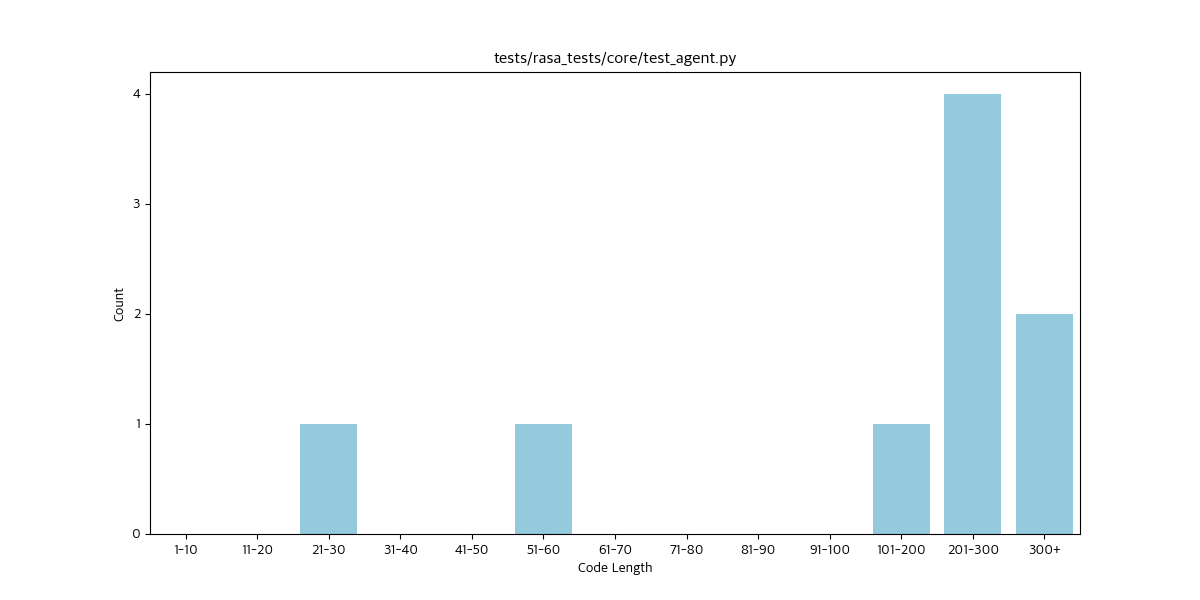 tests/rasa_tests/core/test_agent.py
4
3
2
1
0
Count
1-10 11-20 21-30 31-40 41-50 51-60 61-70 71-80 81-90 91-100 101-200 201-300 300+
Code Length